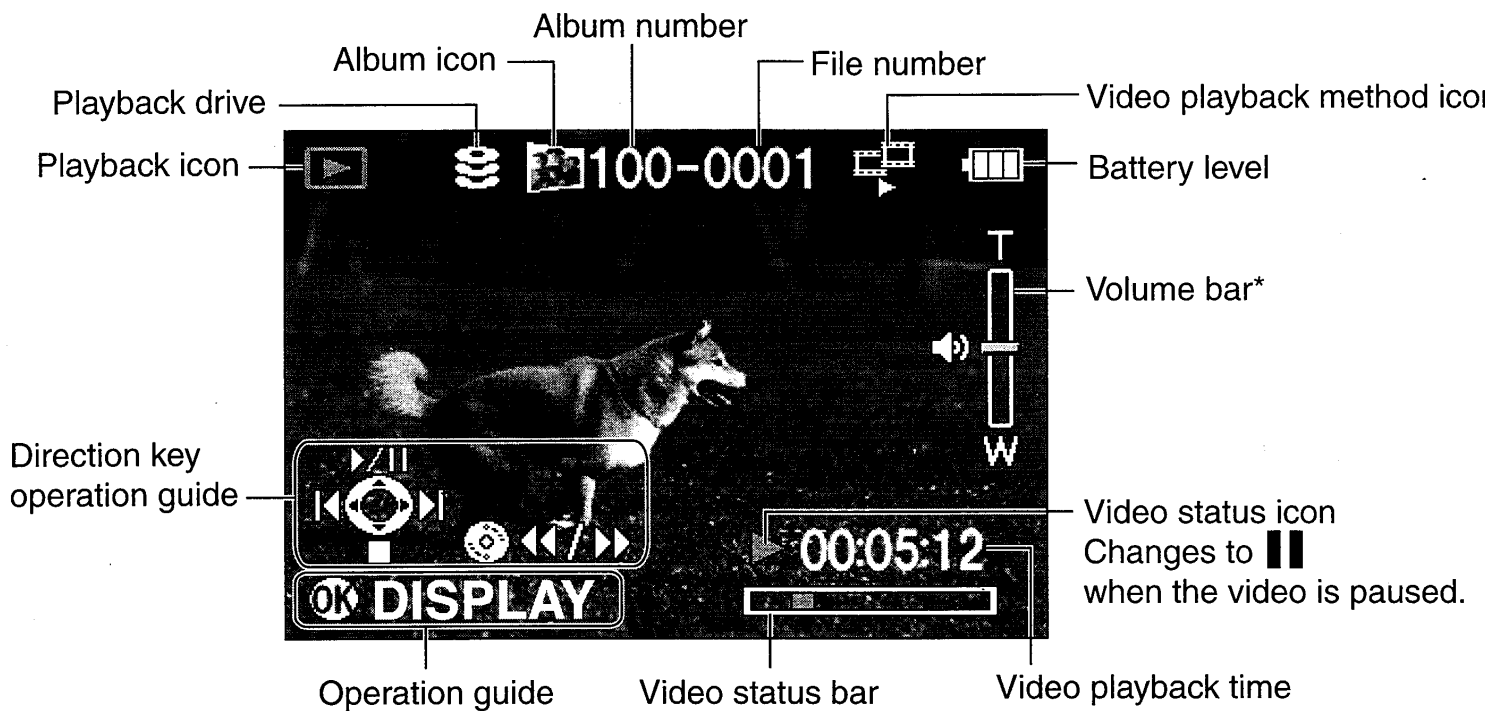 Album number
Album icon
File number
Playback drive
Video playback method
Playback icon
100-0001
Battery level
T
Volume bar*
W
Direction key
operation guide
Video status icon
Changes to
when the video is paused.
00:05:12
OK DISPLAY
Operation guide
Video status bar
Video playback time